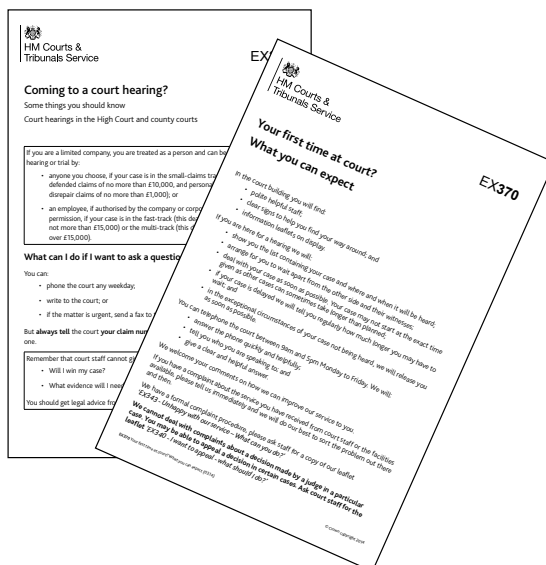 HM Courts &
Tribunals Service
EX
Coming to a court hearing?
Some things you should know
Court hearings in the High Court and county courts
If you are a limited company, you are treated as a person and can be
hearing or trial by:
• anyone you choose, if your case is in the small-claims tra
defended claims of no more than £10,000, and personal
disrepair claims of no more than £1,000); or
• an employee, if authorised by the company or corpo
permission, if your case is in the fast-track (this dea
not more than £15,000) or the multi-track (this d
over £15,000).
What can I do if I want to ask a questio
You can:
• phone the court any weekday;
• write to the court; or
• if the matter is urgent, send a fax to
But always tell the court your claim num
one.
Remember that court staff cannot gi
• Will I win my case?
• What evidence will I need
You should get legal advice from
HM Courts &
Tribunals Service
EX370
Your first time at court?
What you can expect
In the court building you will find:
• polite helpful staff;
• clear signs to help you find your way around; and
• information leaflets on display.
If you are here for a hearing we will:
• show you the list containing your case and where and when it will be heard;
• arrange for you to wait apart from the other side and their witnesses;
• deal with your case as soon as possible. Your case may not start at the exact time
given as other cases can sometimes take longer than planned;
• if your case is delayed we will tell you regularly how much longer you may have to
wait; and
• in the exceptional circumstances of your case not being heard, we will release you
as soon as possible.
You can telephone the court between 9am and 5pm Monday to Friday. We will:
• answer the phone quickly and helpfully;
• tell you who you are speaking to; and
• give a clear and helpful answer.
We welcome your comments on how we can improve our service to you.
If you have a complaint about the service you have received from court staff or the facilities
available, please tell us immediately and we will do our best to sort the problem out there
and then.
We have a formal complaints procedure, please ask staff for a copy of our leaflet
'EX343 - Unhappy with our service - What can you do?'
We cannot deal with complaints about a decision made by a judge in a particular
case. You may be able to appeal a decision in certain cases. Ask court staff for the
leaflet 'EX340 - I want to appeal - what should I do?'
EX370 Your first time at court? What you can expect
© Crown copyright